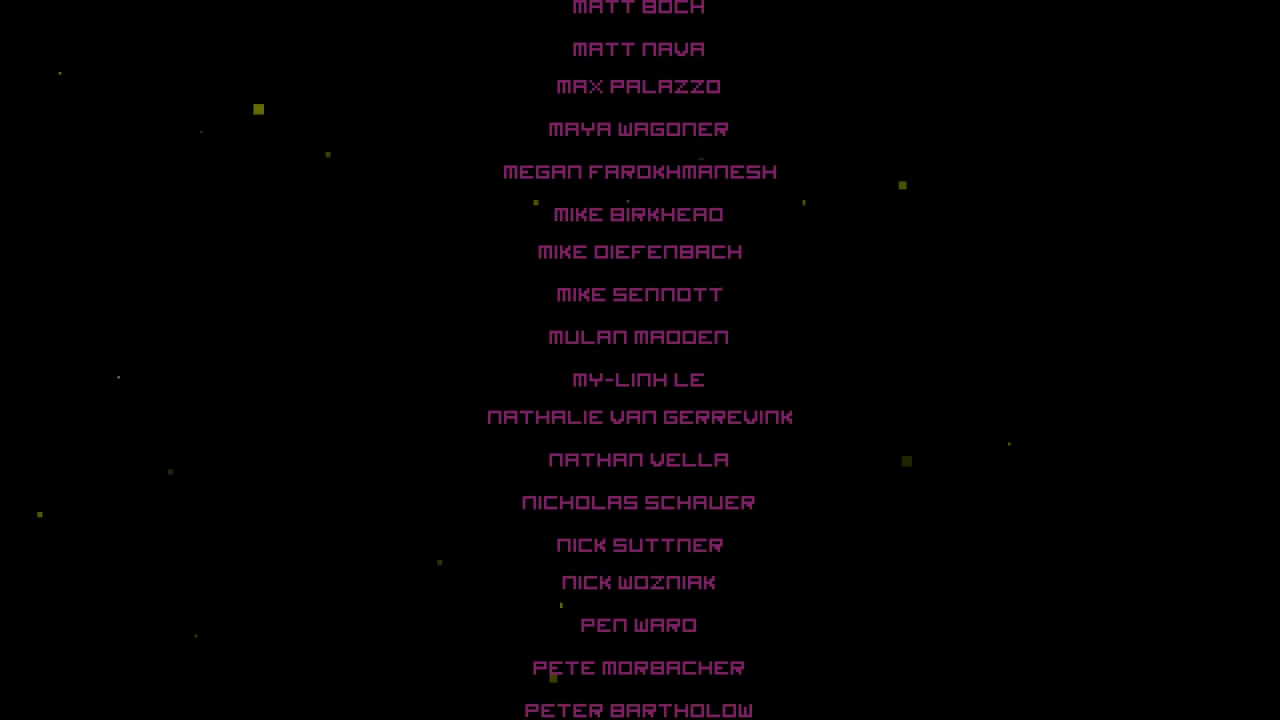 MATT BOCH
MATT NAVA
MAX PALAZZO
MAYA WAGONER
MEGAN FAROKHMANESH
MIKE BIRKHEAD
MIKE DIEFENBACH
MIKE SENNOTT
MULAN MADDEN
MY-LINH LE
NATHALIE VAN GERREVINK
NATHAN VELLA
NICHOLAS SCHAUER
NICK SUTTNER
NICK WOZNIAK
PEN WARD
PETE MORBACHER
PETER BARTHOLOW